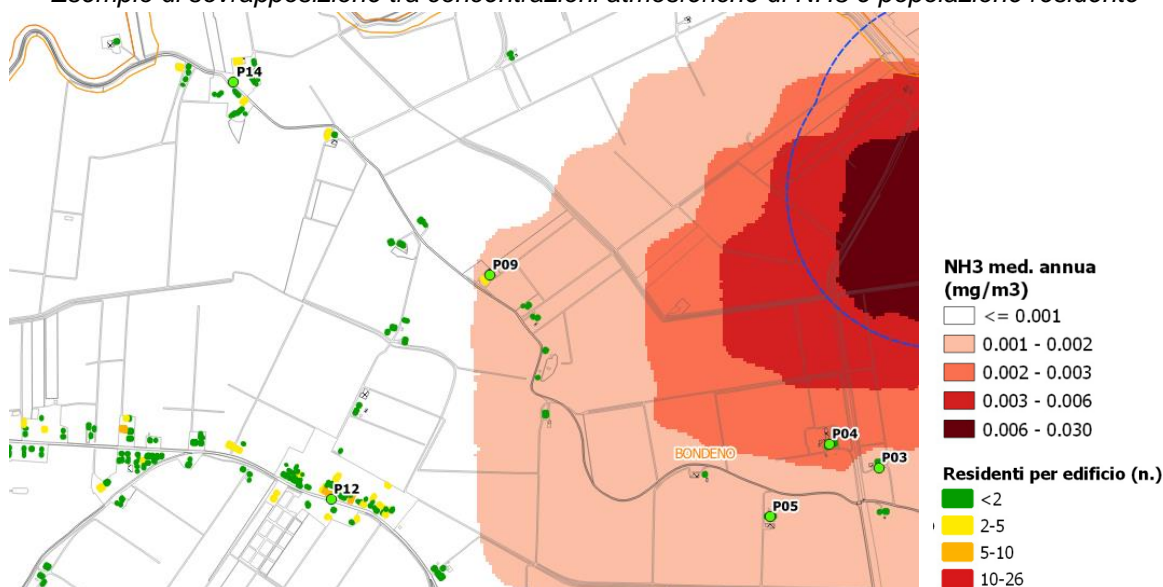 Esempio di sovrapposizione tra concentrazioni atmosferiche di NH3 e popolazione residente
P14
P09
P12
BONDENO
P04
P03
P05
NH3 med. annua
(mg/m3)
<= 0.001
0.001 - 0.002
0.002 - 0.003
0.003 - 0.006
0.006 - 0.030
Residenti per edificio (n.)
<2
2-5
5-10
10-26